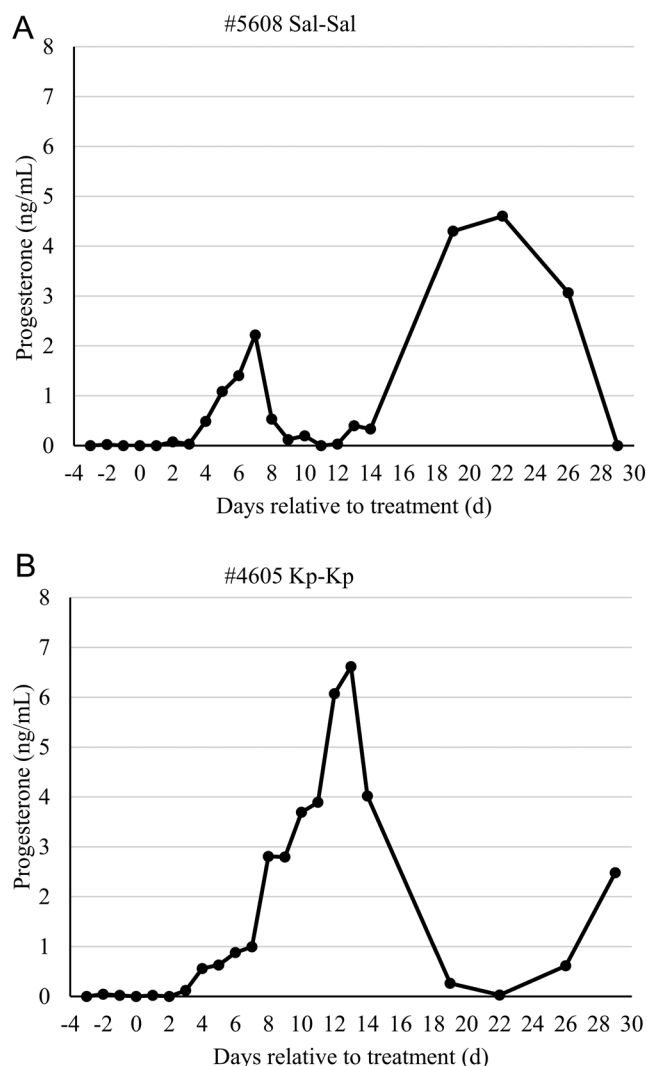 A
#5608 Sal-Sal
Progesterone (ng/mL)
8
7
6
5
4
3
2
1
0
-4 -2 0 2 4 6 8 10 12 14 16 18 20 22 24 26 28 30
Days relative to treatment (d)
B
#4605 Kp-Kp
Progesterone (ng/mL)
8
7
6
5
4
3
2
1
0
-4 -2 0 2 4 6 8 10 12 14 16 18 20 22 24 26 28 30
Days relative to treatment (d)